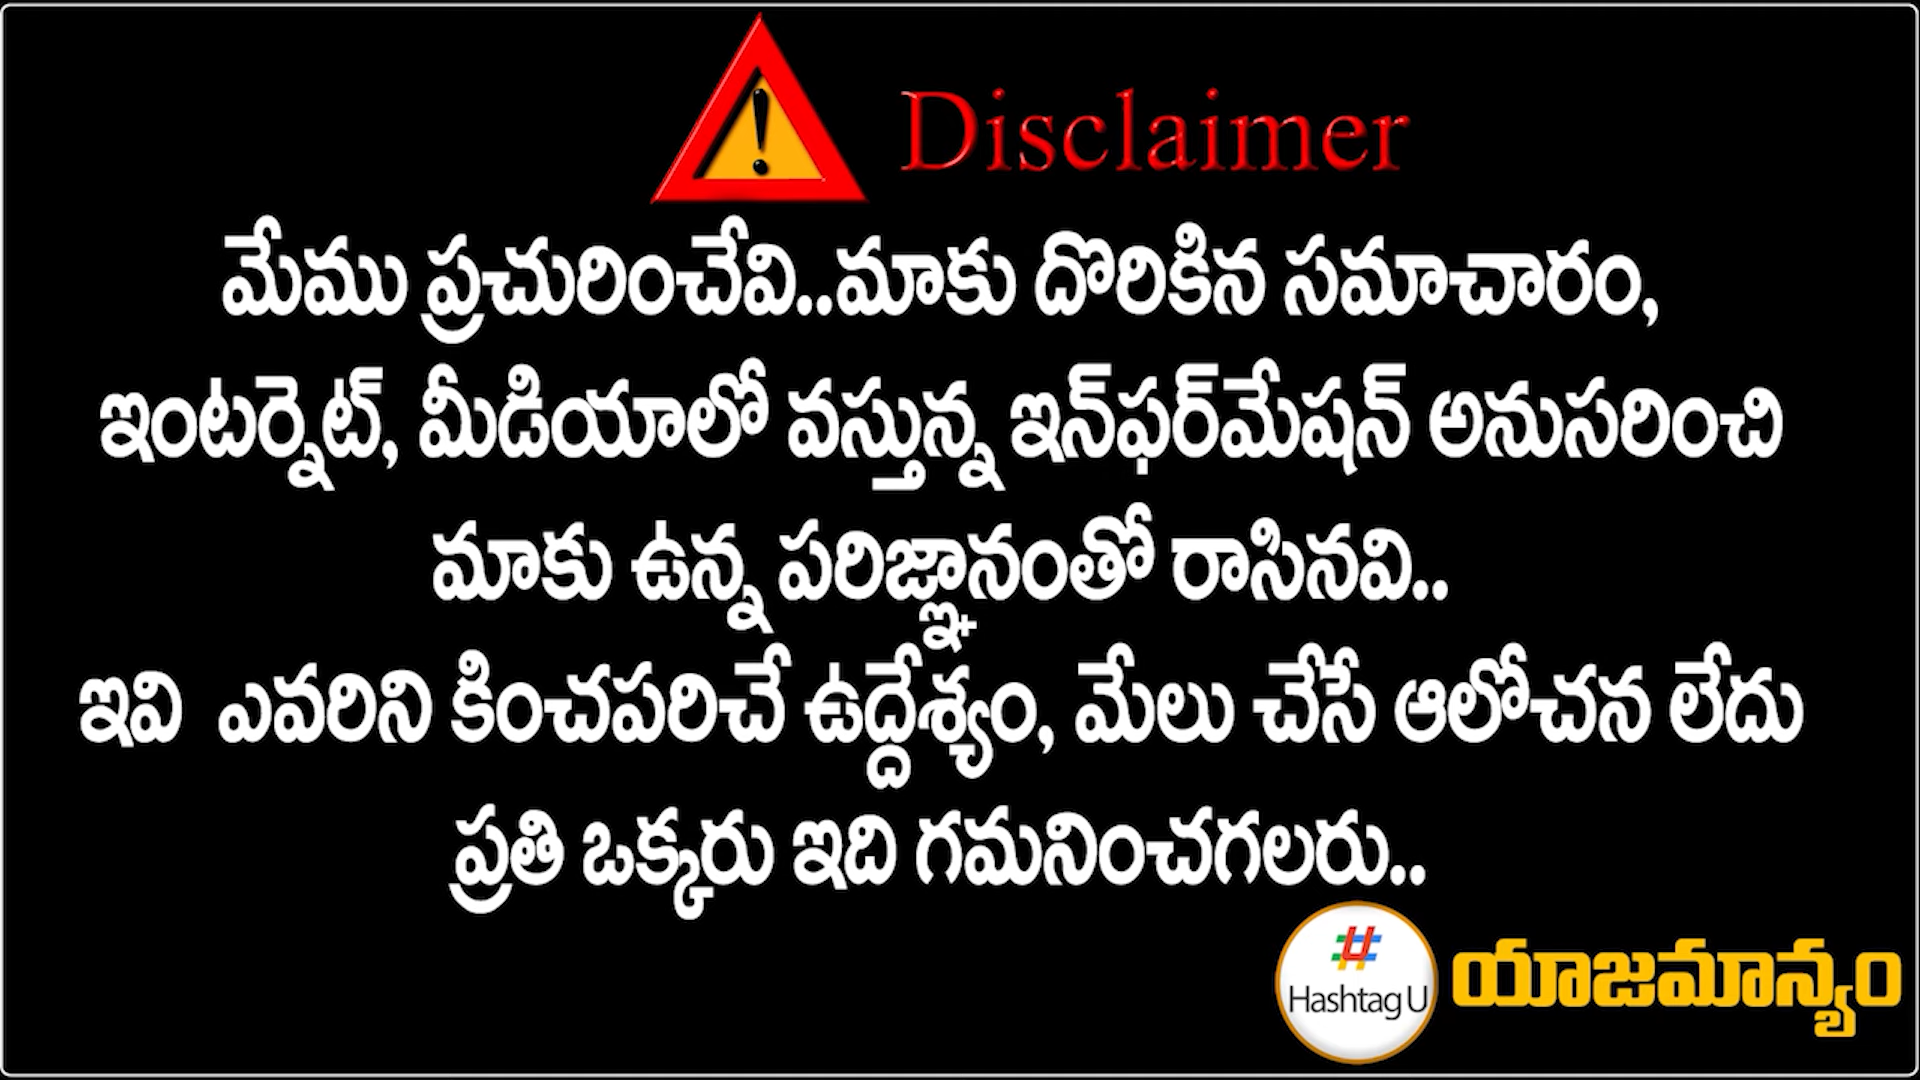 Disclaimer
మేము ప్రచురించేవి..మాకు దొరికిన సమాచారం,
ఇంటర్నెట్, మీడియాలో వస్తున్న ఇన్‌ఫర్‌మేషన్ అనుసరించి
మాకు ఉన్న పరిజ్ఞానంతో రాసినవి..
ఇవి ఎవరిని కించపరిచే ఉద్దేశ్యం, మేలు చేసే ఆలోచన లేదు
ప్రతి ఒక్కరు ఇది గమనించగలరు..
Hashtag U యాజమాన్యం